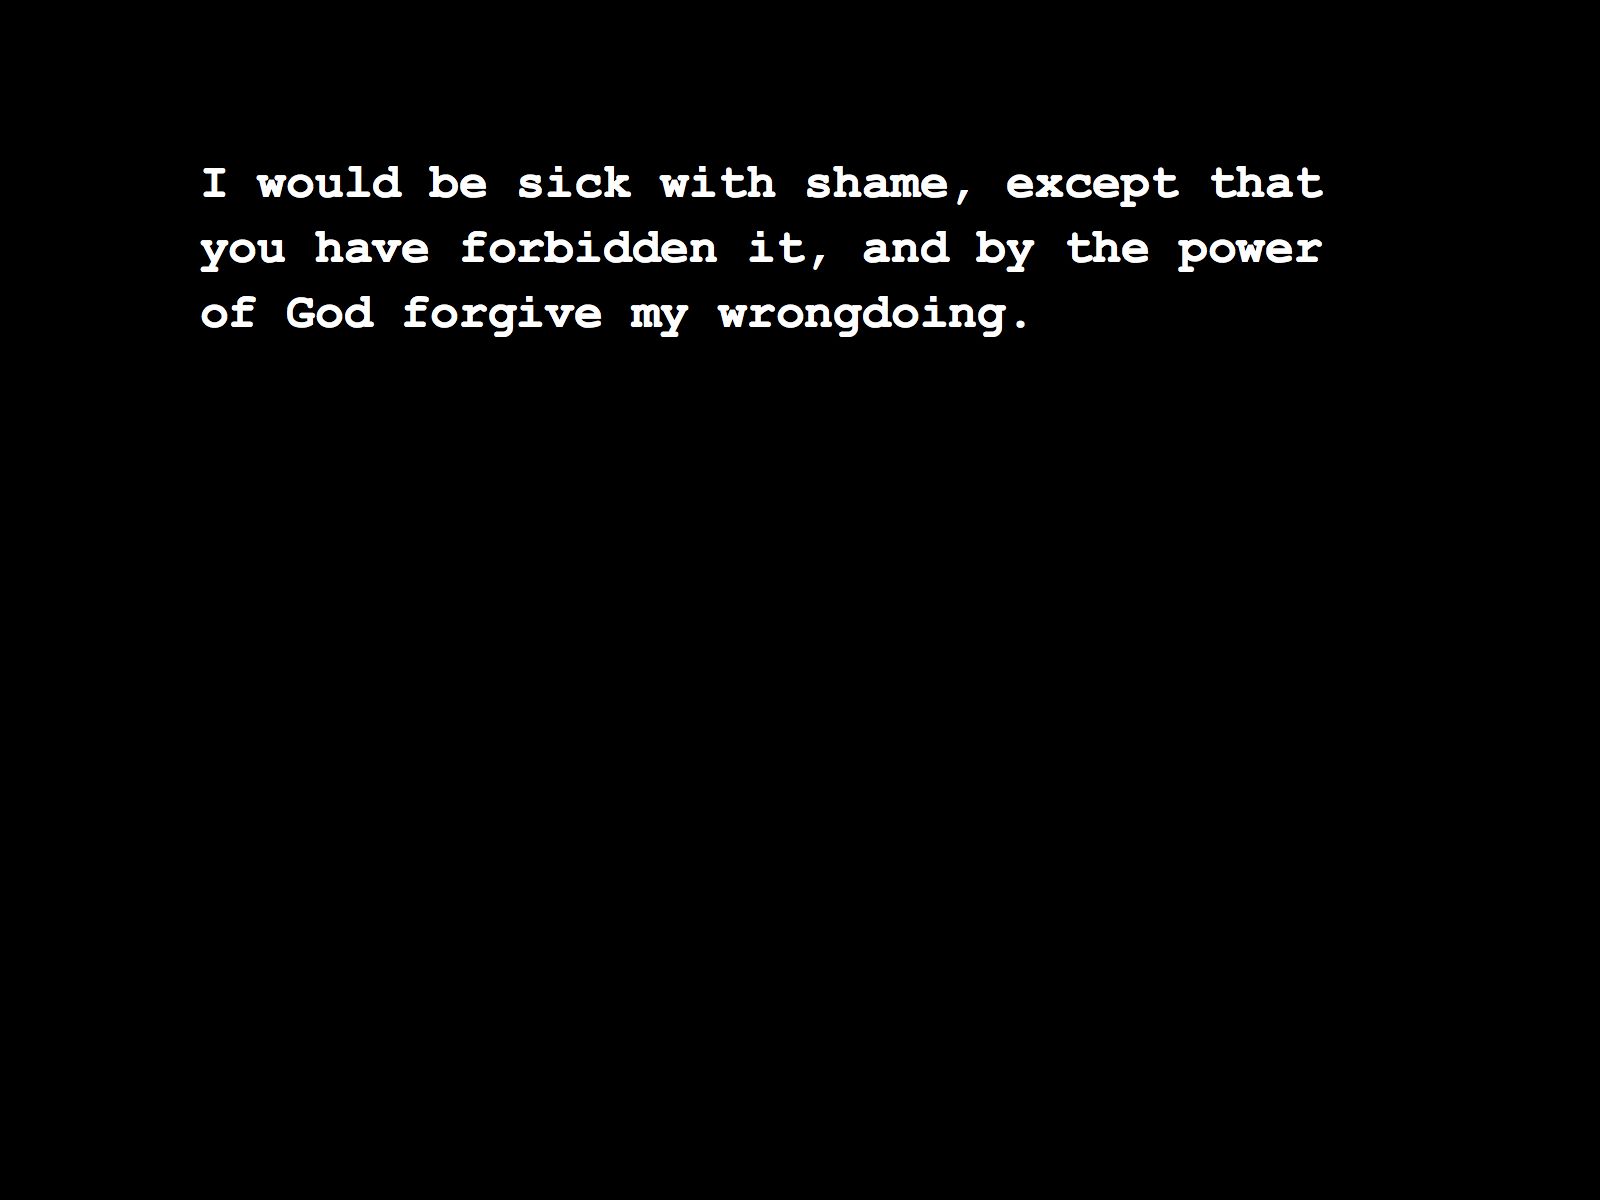 I would be sick with shame, except that
you have forbidden it, and by the power
of God forgive my wrongdoing.